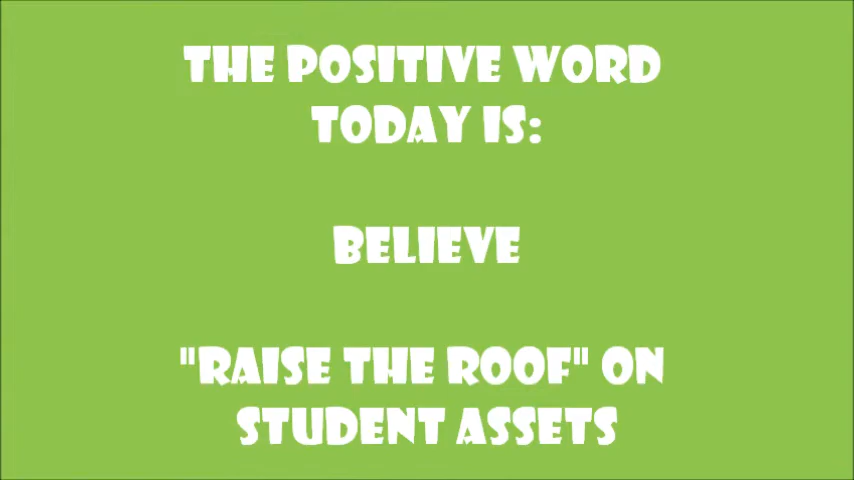 THE POSITIVE WORD
TODAY IS:
BELIEVE
"RAISE THE ROOF" ON
STUDENT ASSETS